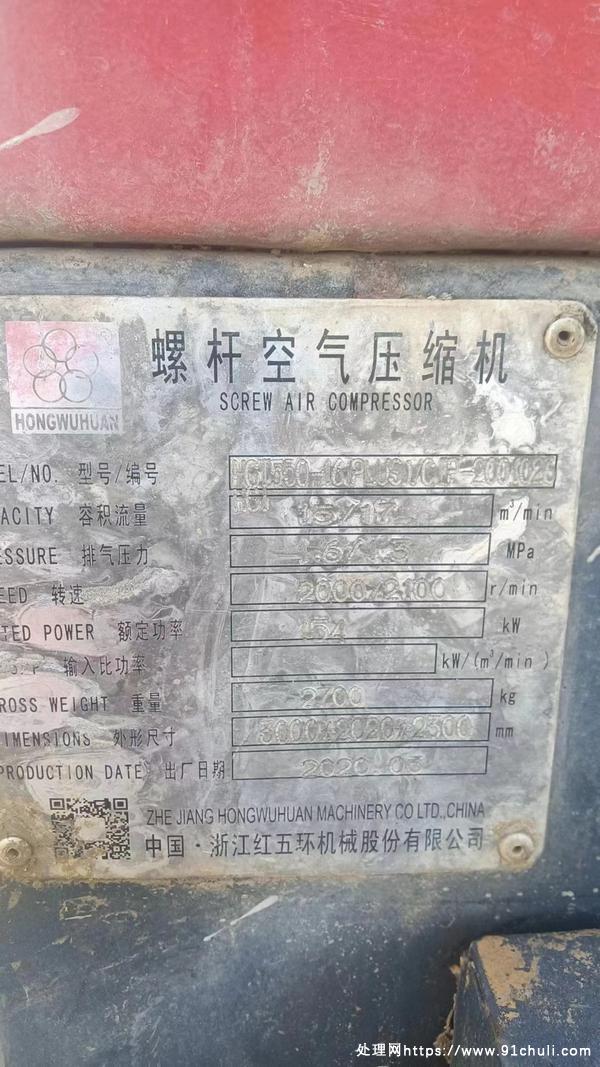 螺杆空气压缩机
SCREW AIR COMPRESSOR
HONGWUHUAN
EL/NO. 型号/编号
ACITY 容积流量 15/17 m³/min
ESSURE 排气压力 MPa
EED 转速 2000/2100 r/min
TED POWER 额定功率 154 kW
输入比功率 kW/(m³/min)
ROSS WEIGHT 重量 2700 kg
IMENSIONS 外形尺寸 mm
PRODUCTION DATE) 出厂日期 2020.03
ZHE JIANG HONGWUHUAN MACHINERY CO LTD.,CHINA
中国·浙江红五环机械股份有限公司
处理网https://www.91chuli.com